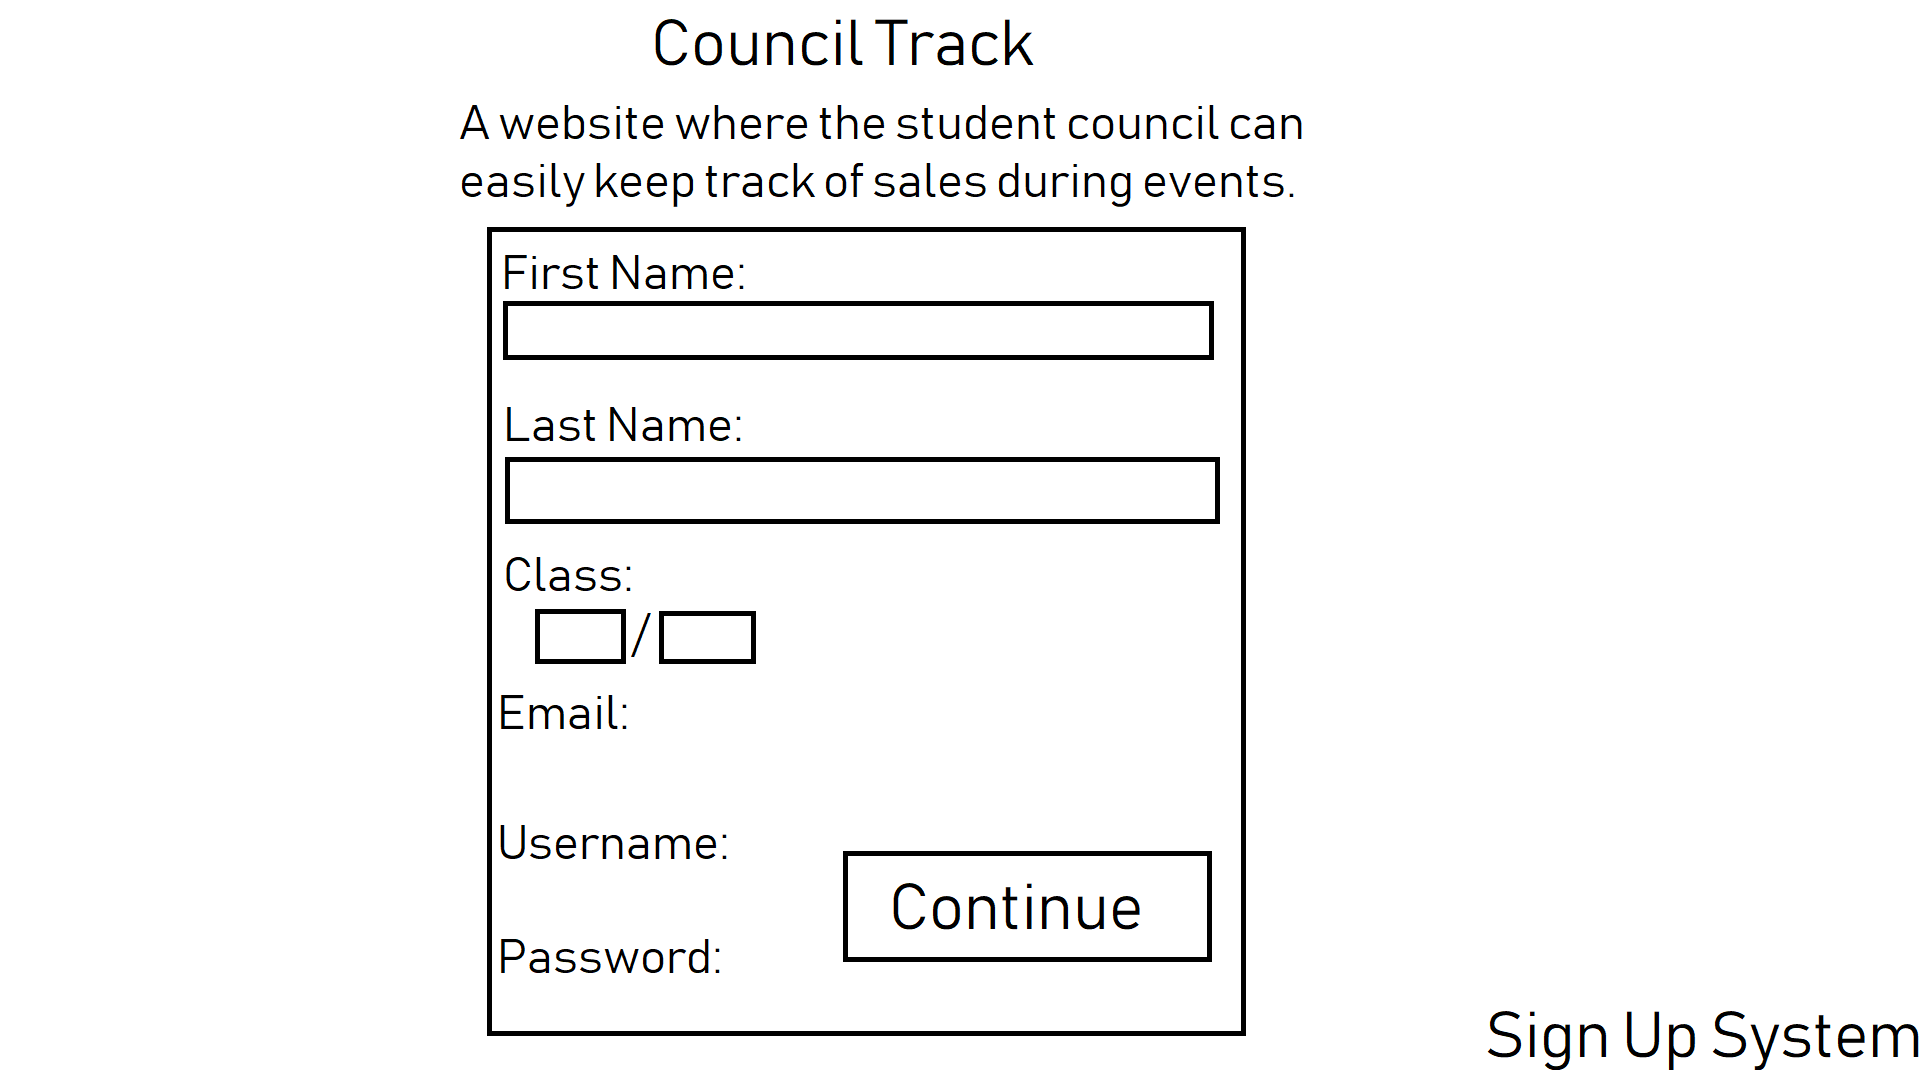 Council Track
A website where the student council can
easily keep track of sales during events.
First Name:
Last Name:
Class:
/
Email:
Username:
Continue
Password:
Sign Up System